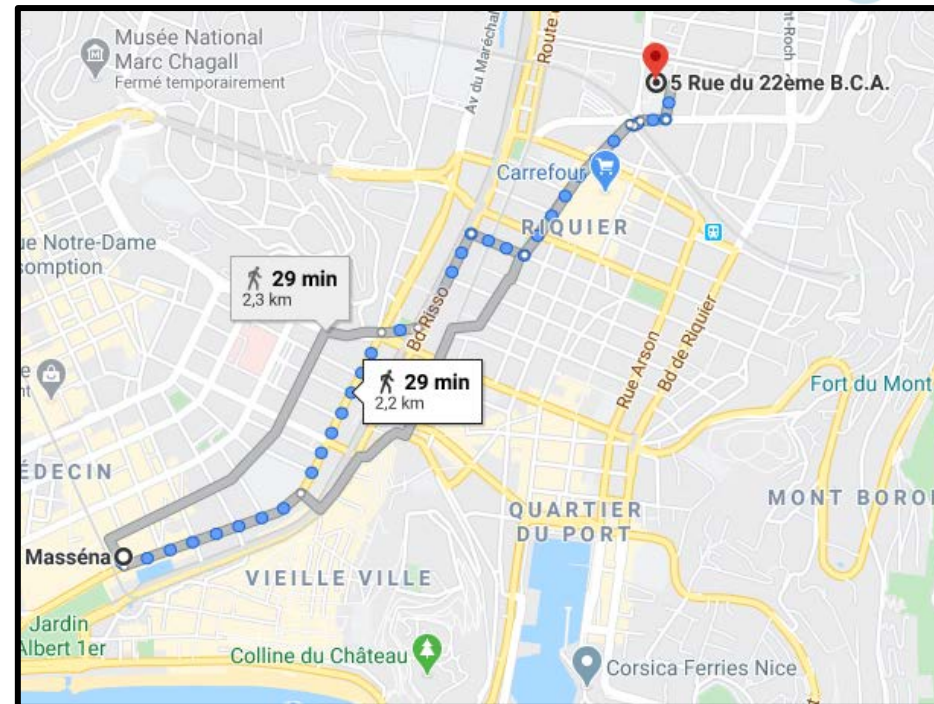 Musée National
Marc Chagall
Fermé temporairement
Av du Maréchal
Route
nt-Roch
5 Rue du 22ème B.C.A.
Carrefour
RIQUIER
ue Notre-Dame
somption
29 min
2,3 km
Bd Risso
29 min
2,2 km
Rue Arson
Bd de Riquier
Fort du Mont
ÉDECIN
MONT BORO
QUARTIER
DU PORT
Masséna
VIEILLE VILLE
Jardin
Albert 1er
Colline du Château
Corsica Ferries Nice